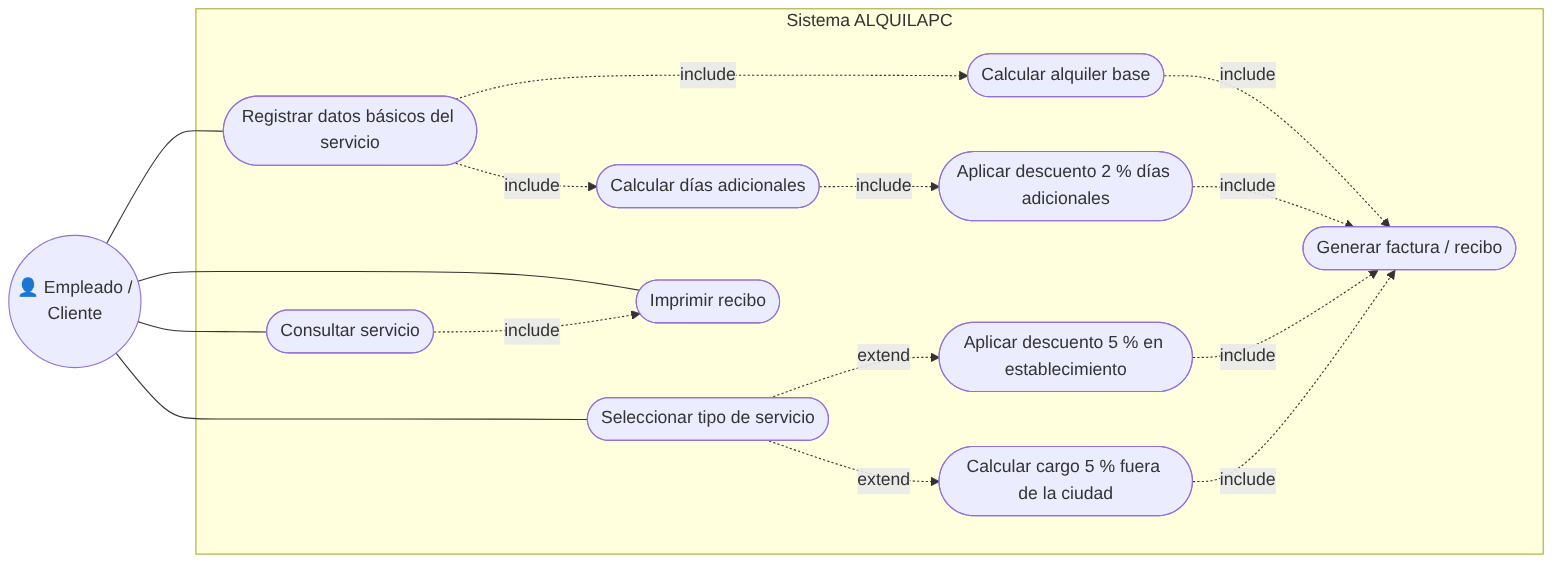 Sistema ALQUILAPC
include
Calcular alquiler base
include
Registrar datos básicos del
servicio
include
Calcular días adicionales
include
Aplicar descuento 2 % días
adicionales
include
Generar factura / recibo
👤 Empleado /
Cliente
Imprimir recibo
Consultar servicio
include
extend
Aplicar descuento 5 % en
establecimiento
include
Seleccionar tipo de servicio
extend
Calcular cargo 5 % fuera
de la ciudad
include